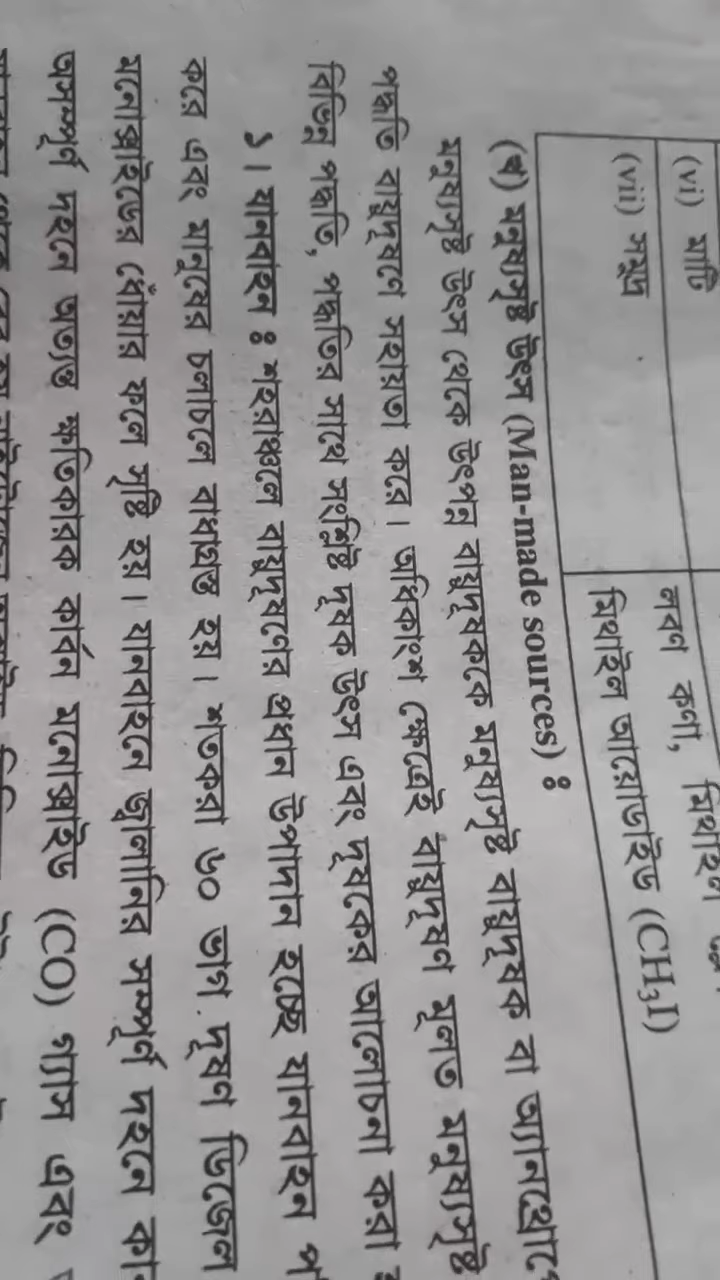 (vi) মাটি
(vii) সমুদ্র
লবণ কণা, মিথাইল
মিথাইল আয়োডাইড (CH₃I)
(খ) মনুষ্যসৃষ্ট উৎস (Man-made sources) ঃ
মনুষ্যসৃষ্ট উৎস থেকে উৎপন্ন বায়ুদূষককে মনুষ্যসৃষ্ট বায়ুদূষক বা
পদ্ধতি বায়ুদূষণে সহায়তা করে। অধিকাংশ ক্ষেত্রেই বায়ুদূষণ মূলত মনুষ্যসৃষ্ট
বিভিন্ন পদ্ধতি, পদ্ধতির সাথে সংশ্লিষ্ট দূষক উৎস এবং দূষকের আলোচনা করা
১। যানবাহন ঃ শহরাঞ্চলে বায়ুদূষণের প্রধান উপাদান হচ্ছে যানবাহন
করে এবং মানুষের চলাচলে বাধাগ্রস্ত হয়। শতকরা ৬০ ভাগ দূষণ ডিজেল
মনোক্সাইডের ধোঁয়ার ফলে সৃষ্টি হয়। যানবাহনে জ্বালানির সম্পূর্ণ দহনে
অসম্পূর্ণ দহনে অত্যন্ত ক্ষতিকারক কার্বন মনোক্সাইড (CO) গ্যাস এবং